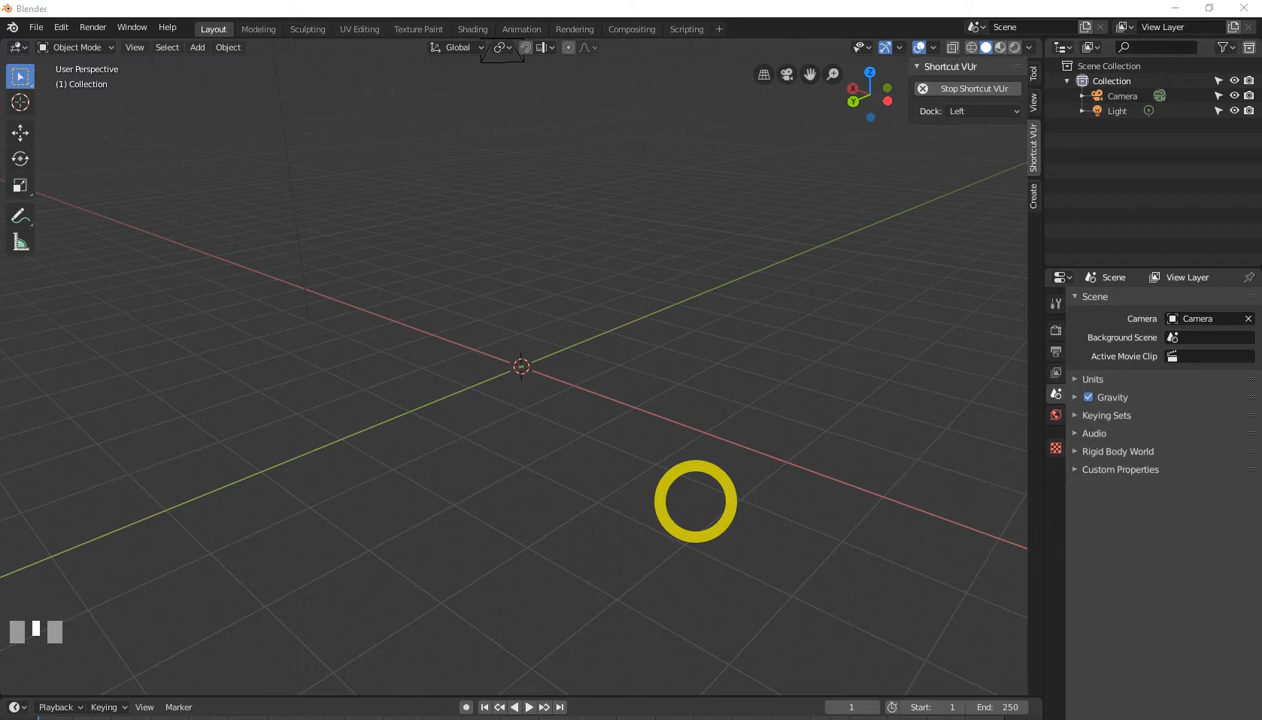 Blender
File Edit Render Window Help Layout Modeling Sculpting UV Editing Texture Paint Shading Animation Rendering Compositing Scripting + Scene View Layer
Object Mode View Select Add Object Global
User Perspective
(1) Collection
Z
X
Y
Shortcut VUr
Stop Shortcut VUr
Dock: Left
Tool
View
Shortcut VUr
Create
Scene Collection
Collection
Camera
Light
Scene View Layer
Scene
Camera Camera
Background Scene
Active Movie Clip
Units
Gravity
Keying Sets
Audio
Rigid Body World
Custom Properties
Playback Keying View Marker 1 Start: 1 End: 250